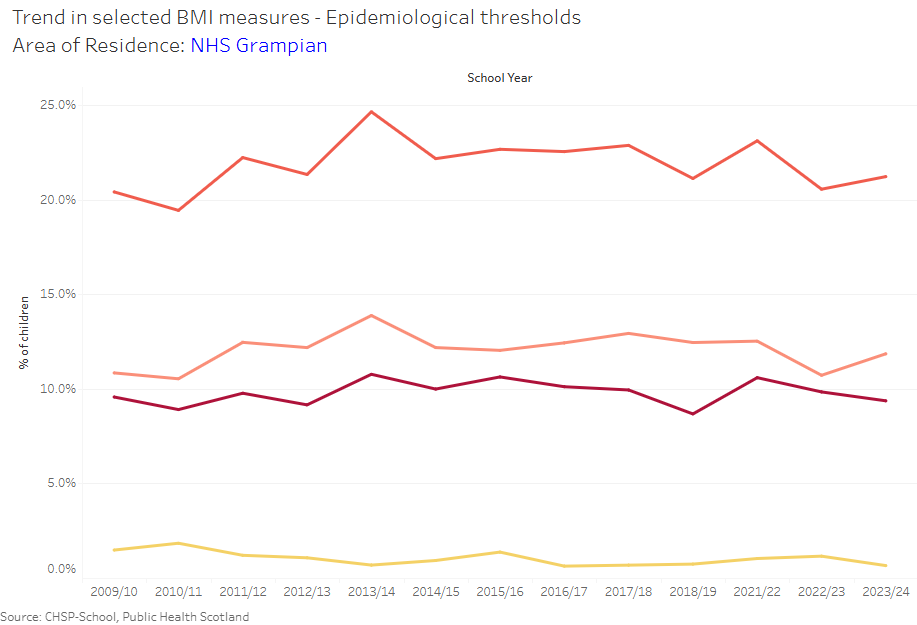 Trend in selected BMI measures - Epidemiological thresholds
Area of Residence: NHS Grampian
School Year
25.0%
20.0%
15.0%
% of children
10.0%
5.0%
0.0%
2009/10 2010/11 2011/12 2012/13 2013/14 2014/15 2015/16 2016/17 2017/18 2018/19 2021/22 2022/23 2023/24
Source: CHSP-School, Public Health Scotland